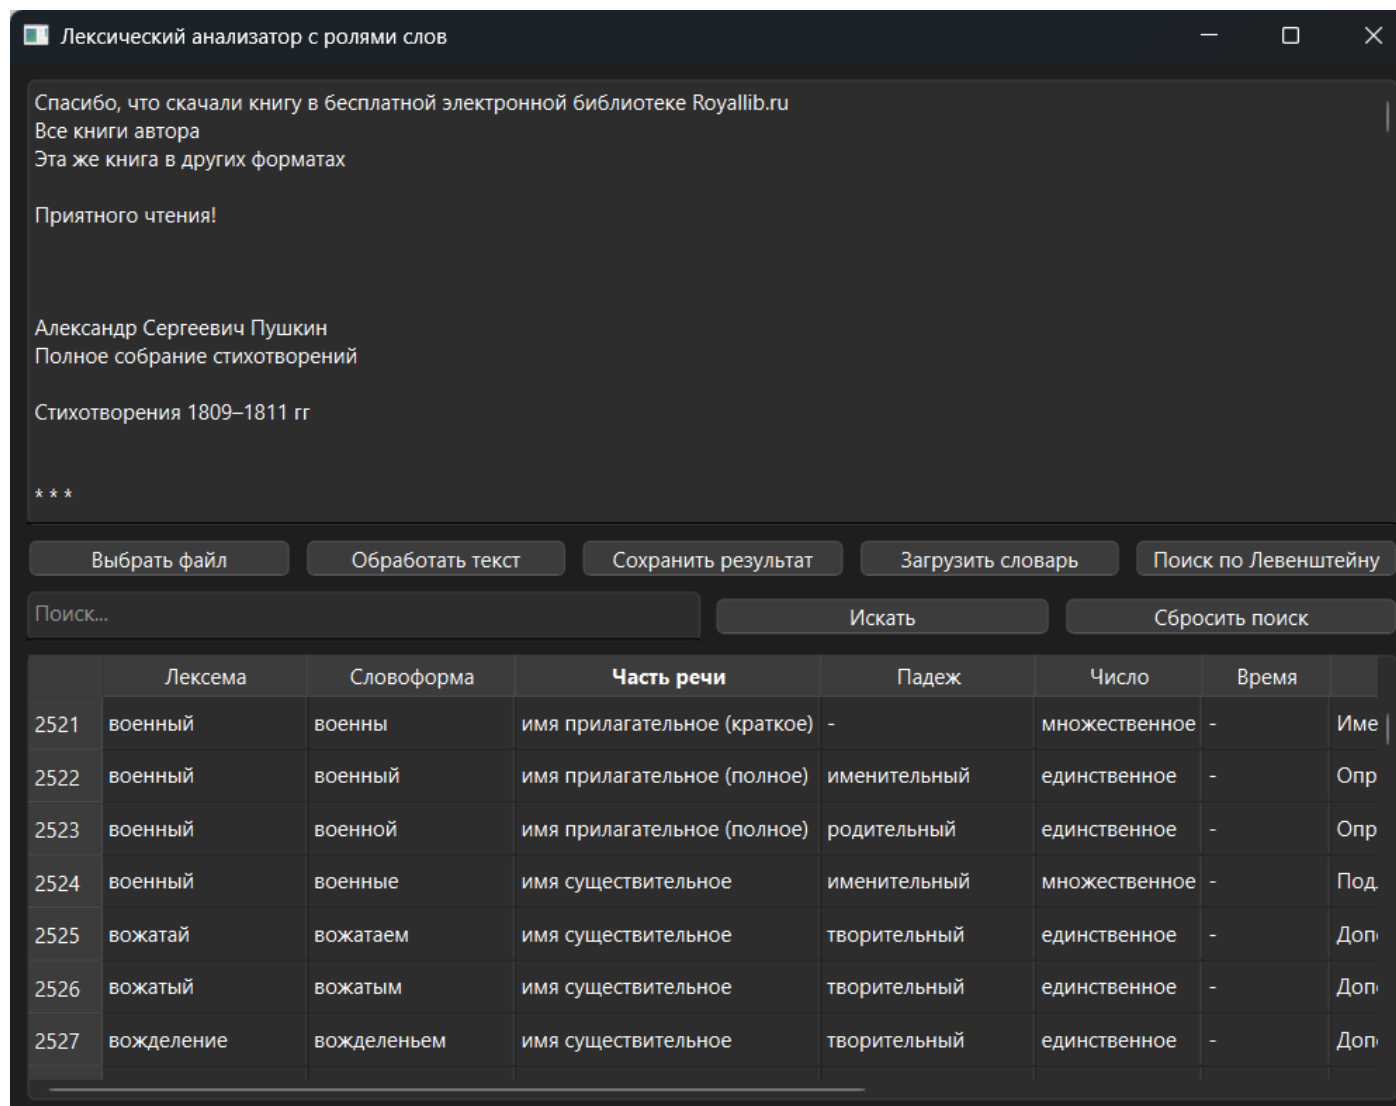 Лексический анализатор с ролями слов
Спасибо, что скачали книгу в бесплатной электронной библиотеке Royallib.ru
Все книги автора
Эта же книга в других форматах
Приятного чтения!
Александр Сергеевич Пушкин
Полное собрание стихотворений
Стихотворения 1809–1811 гг
* * *
Выбрать файл Обработать текст Сохранить результат Загрузить словарь Поиск по Левенштейну
Поиск... Искать Сбросить поиск
Лексема Словоформа Часть речи Падеж Число Время
2521 военный военны имя прилагательное (краткое) - множественное - Име
2522 военный военный имя прилагательное (полное) именительный единственное - Опр
2523 военный военной имя прилагательное (полное) родительный единственное - Опр
2524 военный военные имя существительное именительный множественное - Под
2525 вожатай вожатаем имя существительное творительный единственное - Доп
2526 вожатый вожатым имя существительное творительный единственное - Доп
2527 вожделение вожделеньем имя существительное творительный единственное - Доп